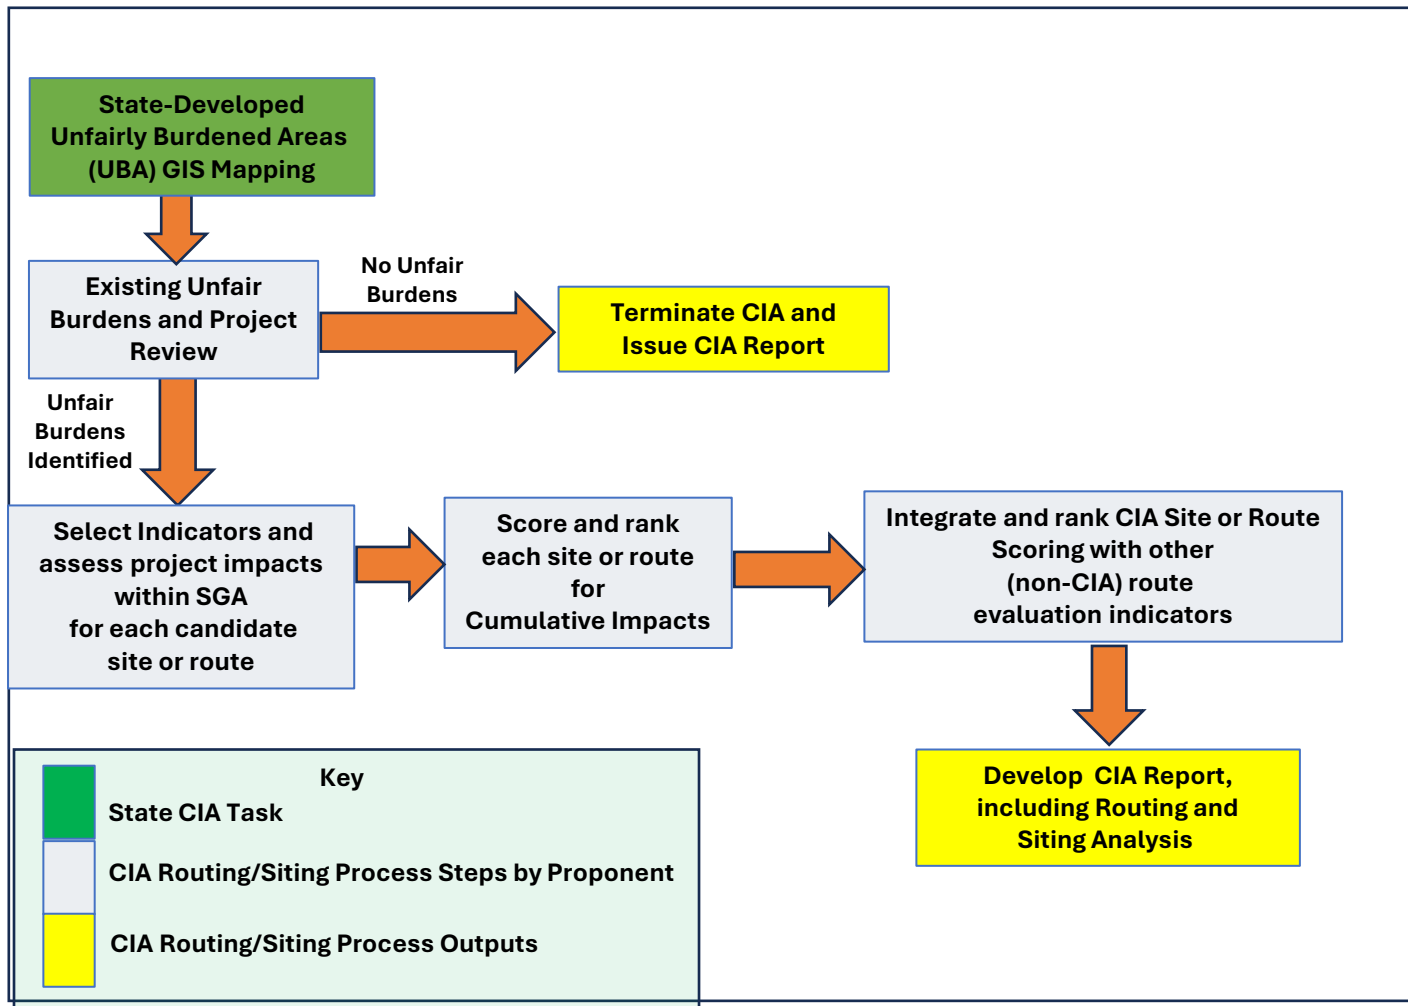 State-Developed
Unfairly Burdened Areas
(UBA) GIS Mapping
Existing Unfair
Burdens and Project
Review
No Unfair
Burdens
Terminate CIA and
Issue CIA Report
Unfair
Burdens
Identified
Select Indicators and
assess project impacts
within SGA
for each candidate
site or route
Score and rank
each site or route
for
Cumulative Impacts
Integrate and rank CIA Site or Route
Scoring with other
(non-CIA) route
evaluation indicators
Develop CIA Report,
including Routing and
Siting Analysis
Key
State CIA Task
CIA Routing/Siting Process Steps by Proponent
CIA Routing/Siting Process Outputs